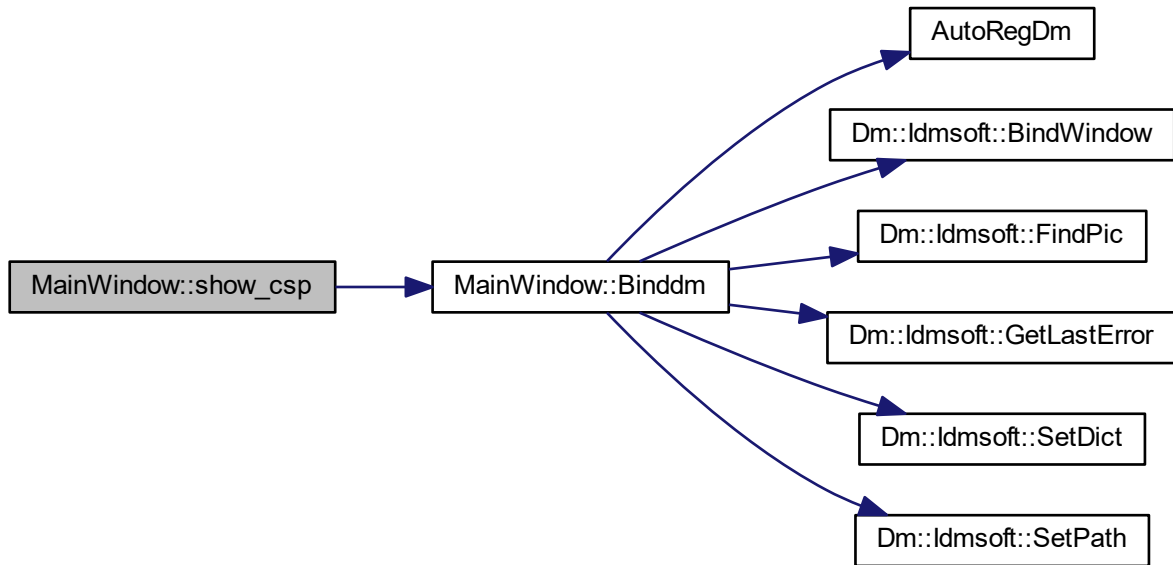 AutoRegDm
Dm::Idmsoft::BindWindow
Dm::Idmsoft::FindPic
MainWindow::show_csp
MainWindow::Binddm
Dm::Idmsoft::GetLastError
Dm::Idmsoft::SetDict
Dm::Idmsoft::SetPath